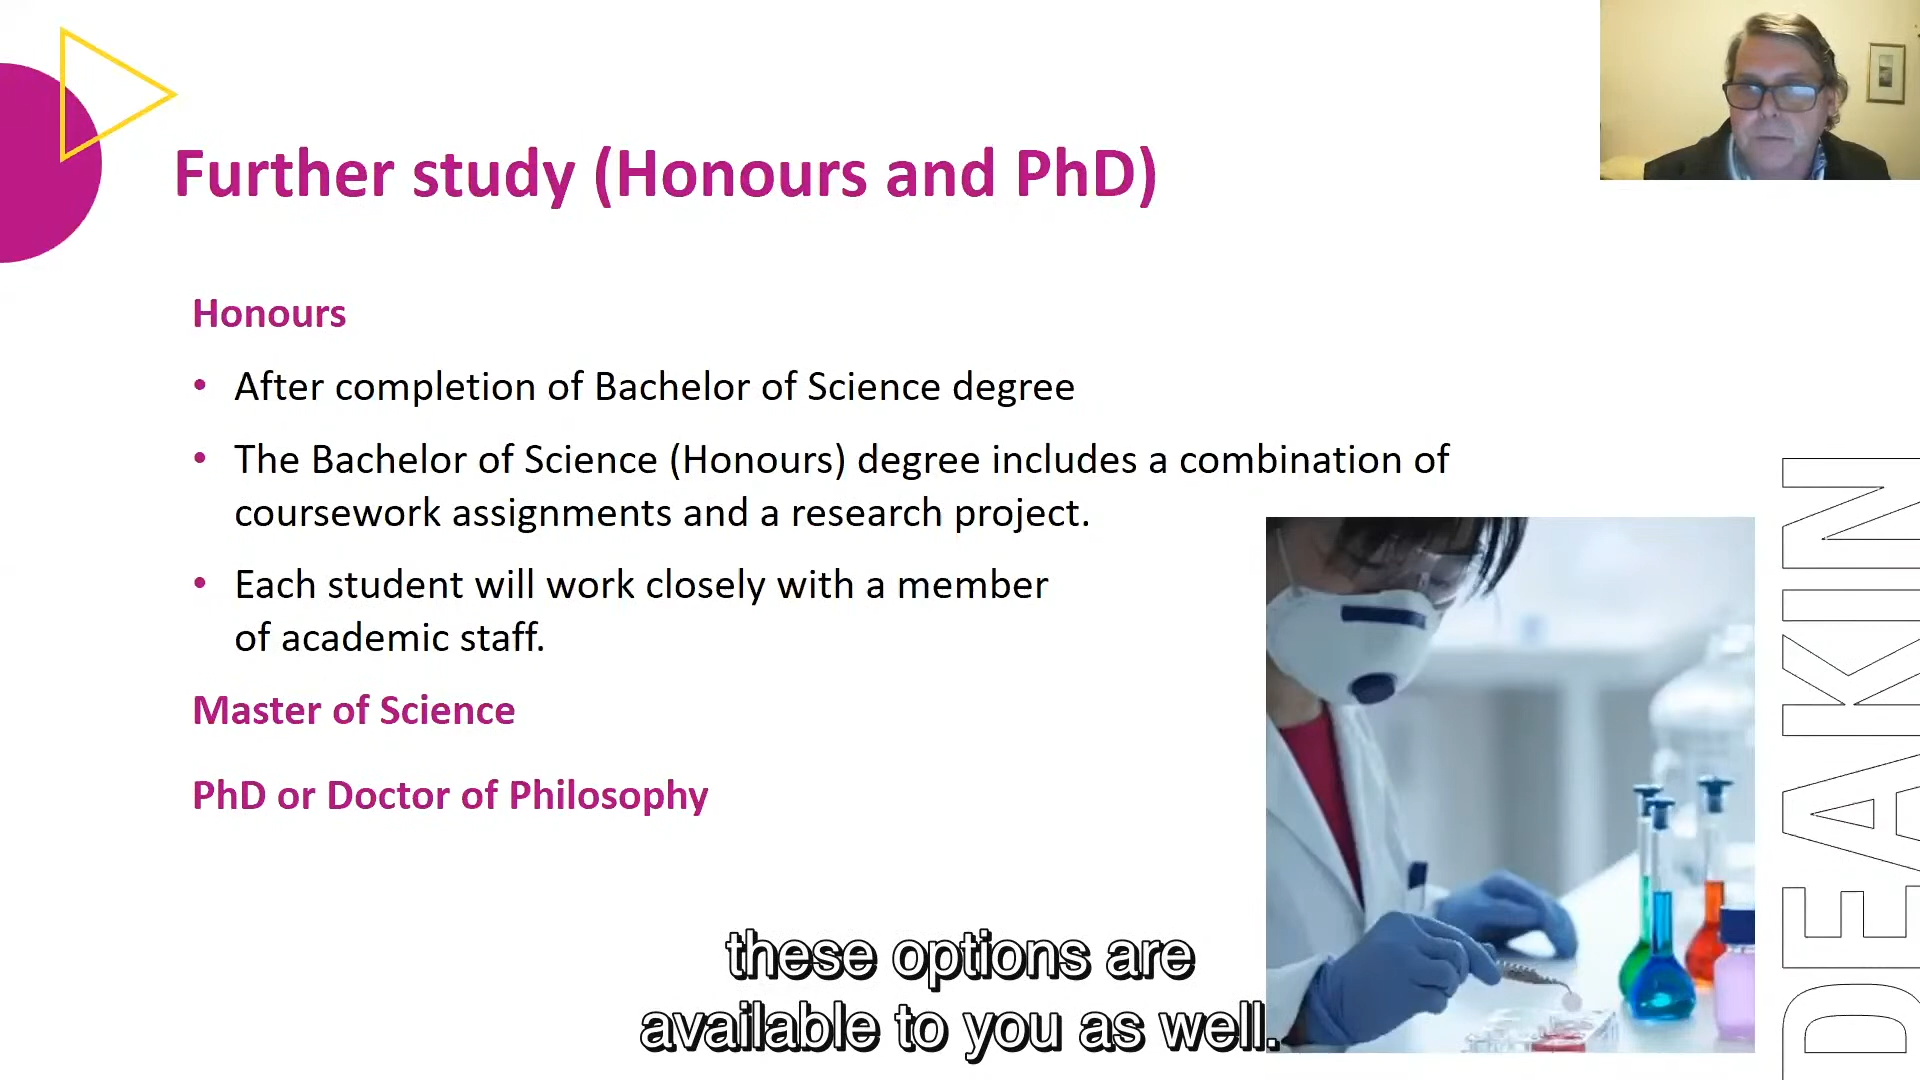 Further study (Honours and PhD)
Honours
• After completion of Bachelor of Science degree
• The Bachelor of Science (Honours) degree includes a combination of
coursework assignments and a research project.
• Each student will work closely with a member
of academic staff.
Master of Science
PhD or Doctor of Philosophy
DEAKIN
these options are
available to you as well.